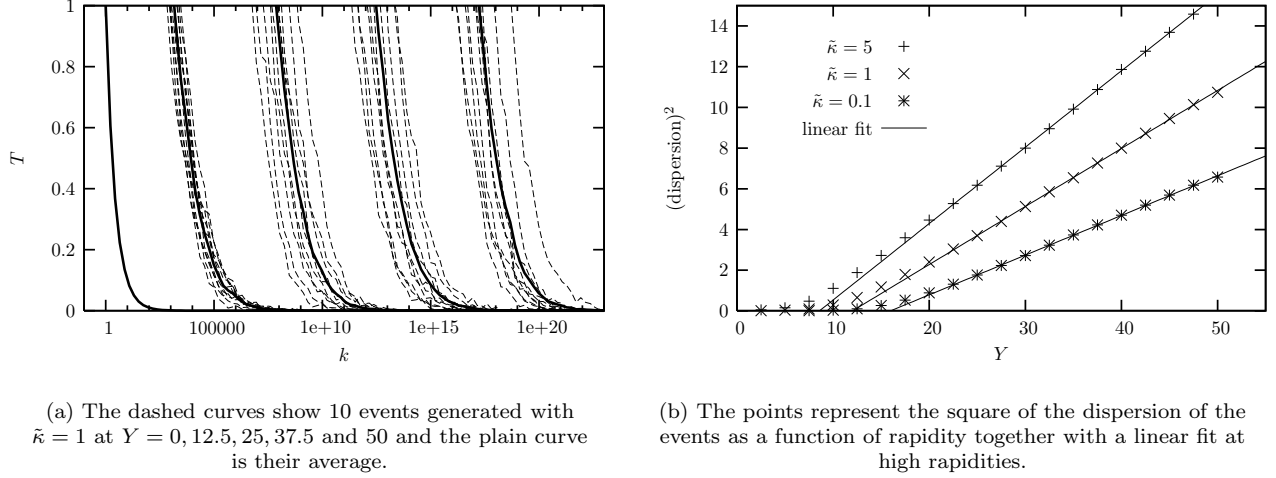 1
0.8
0.6
0.4
0.2
0
T
1
100000
1e+10
1e+15
1e+20
k
14
12
10
8
6
4
2
0
(dispersion)²
κ̃ = 5
κ̃ = 1
κ̃ = 0.1
linear fit
0
10
20
30
40
50
Y
(a) The dashed curves show 10 events generated with
κ̃ = 1 at Y = 0, 12.5, 25, 37.5 and 50 and the plain curve
is their average.
(b) The points represent the square of the dispersion of the
events as a function of rapidity together with a linear fit at
high rapidities.